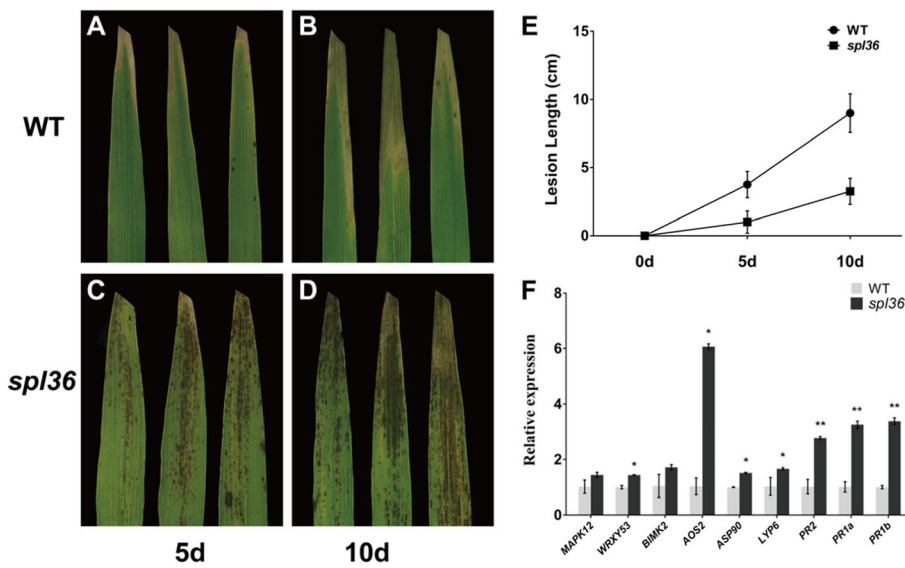 A
B
WT
C
D
spl36
5d
10d
E
WT
spl36
Lesion Length (cm)
15
10
5
0
0d
5d
10d
F
WT
spl36
Relative expression
8
6
4
2
0
*
*
*
*
**
**
**
MAPK12
WRXY53
BIMK2
AOS2
ASP90
LYP6
PR2
PR1a
PR1b